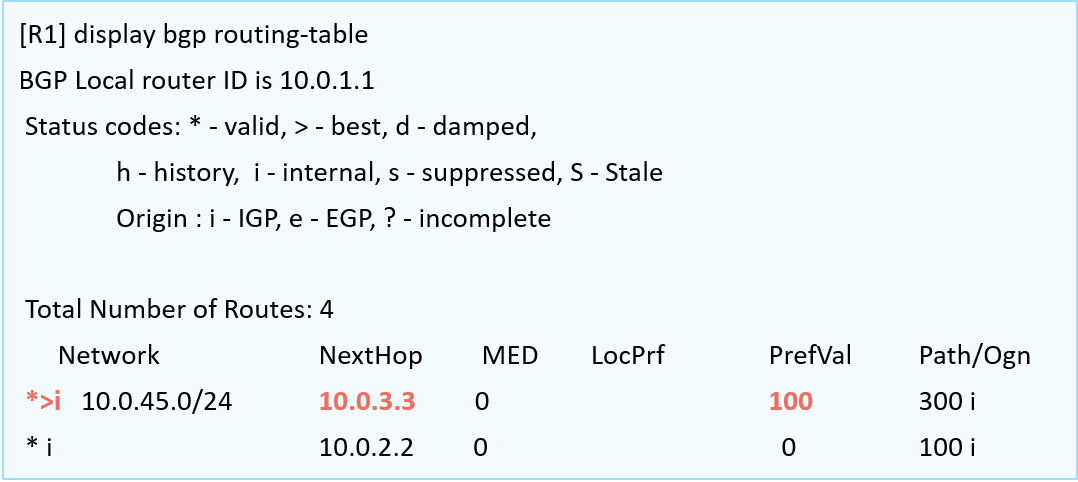 [R1] display bgp routing-table
BGP Local router ID is 10.0.1.1
Status codes: * - valid, > - best, d - damped,
h - history,  i - internal, s - suppressed, S - Stale
Origin : i - IGP, e - EGP, ? - incomplete
Total Number of Routes: 4
Network NextHop MED LocPrf PrefVal Path/Ogn
*>i 10.0.45.0/24 10.0.3.3 0 100 300 i
* i 10.0.2.2 0 0 100 i